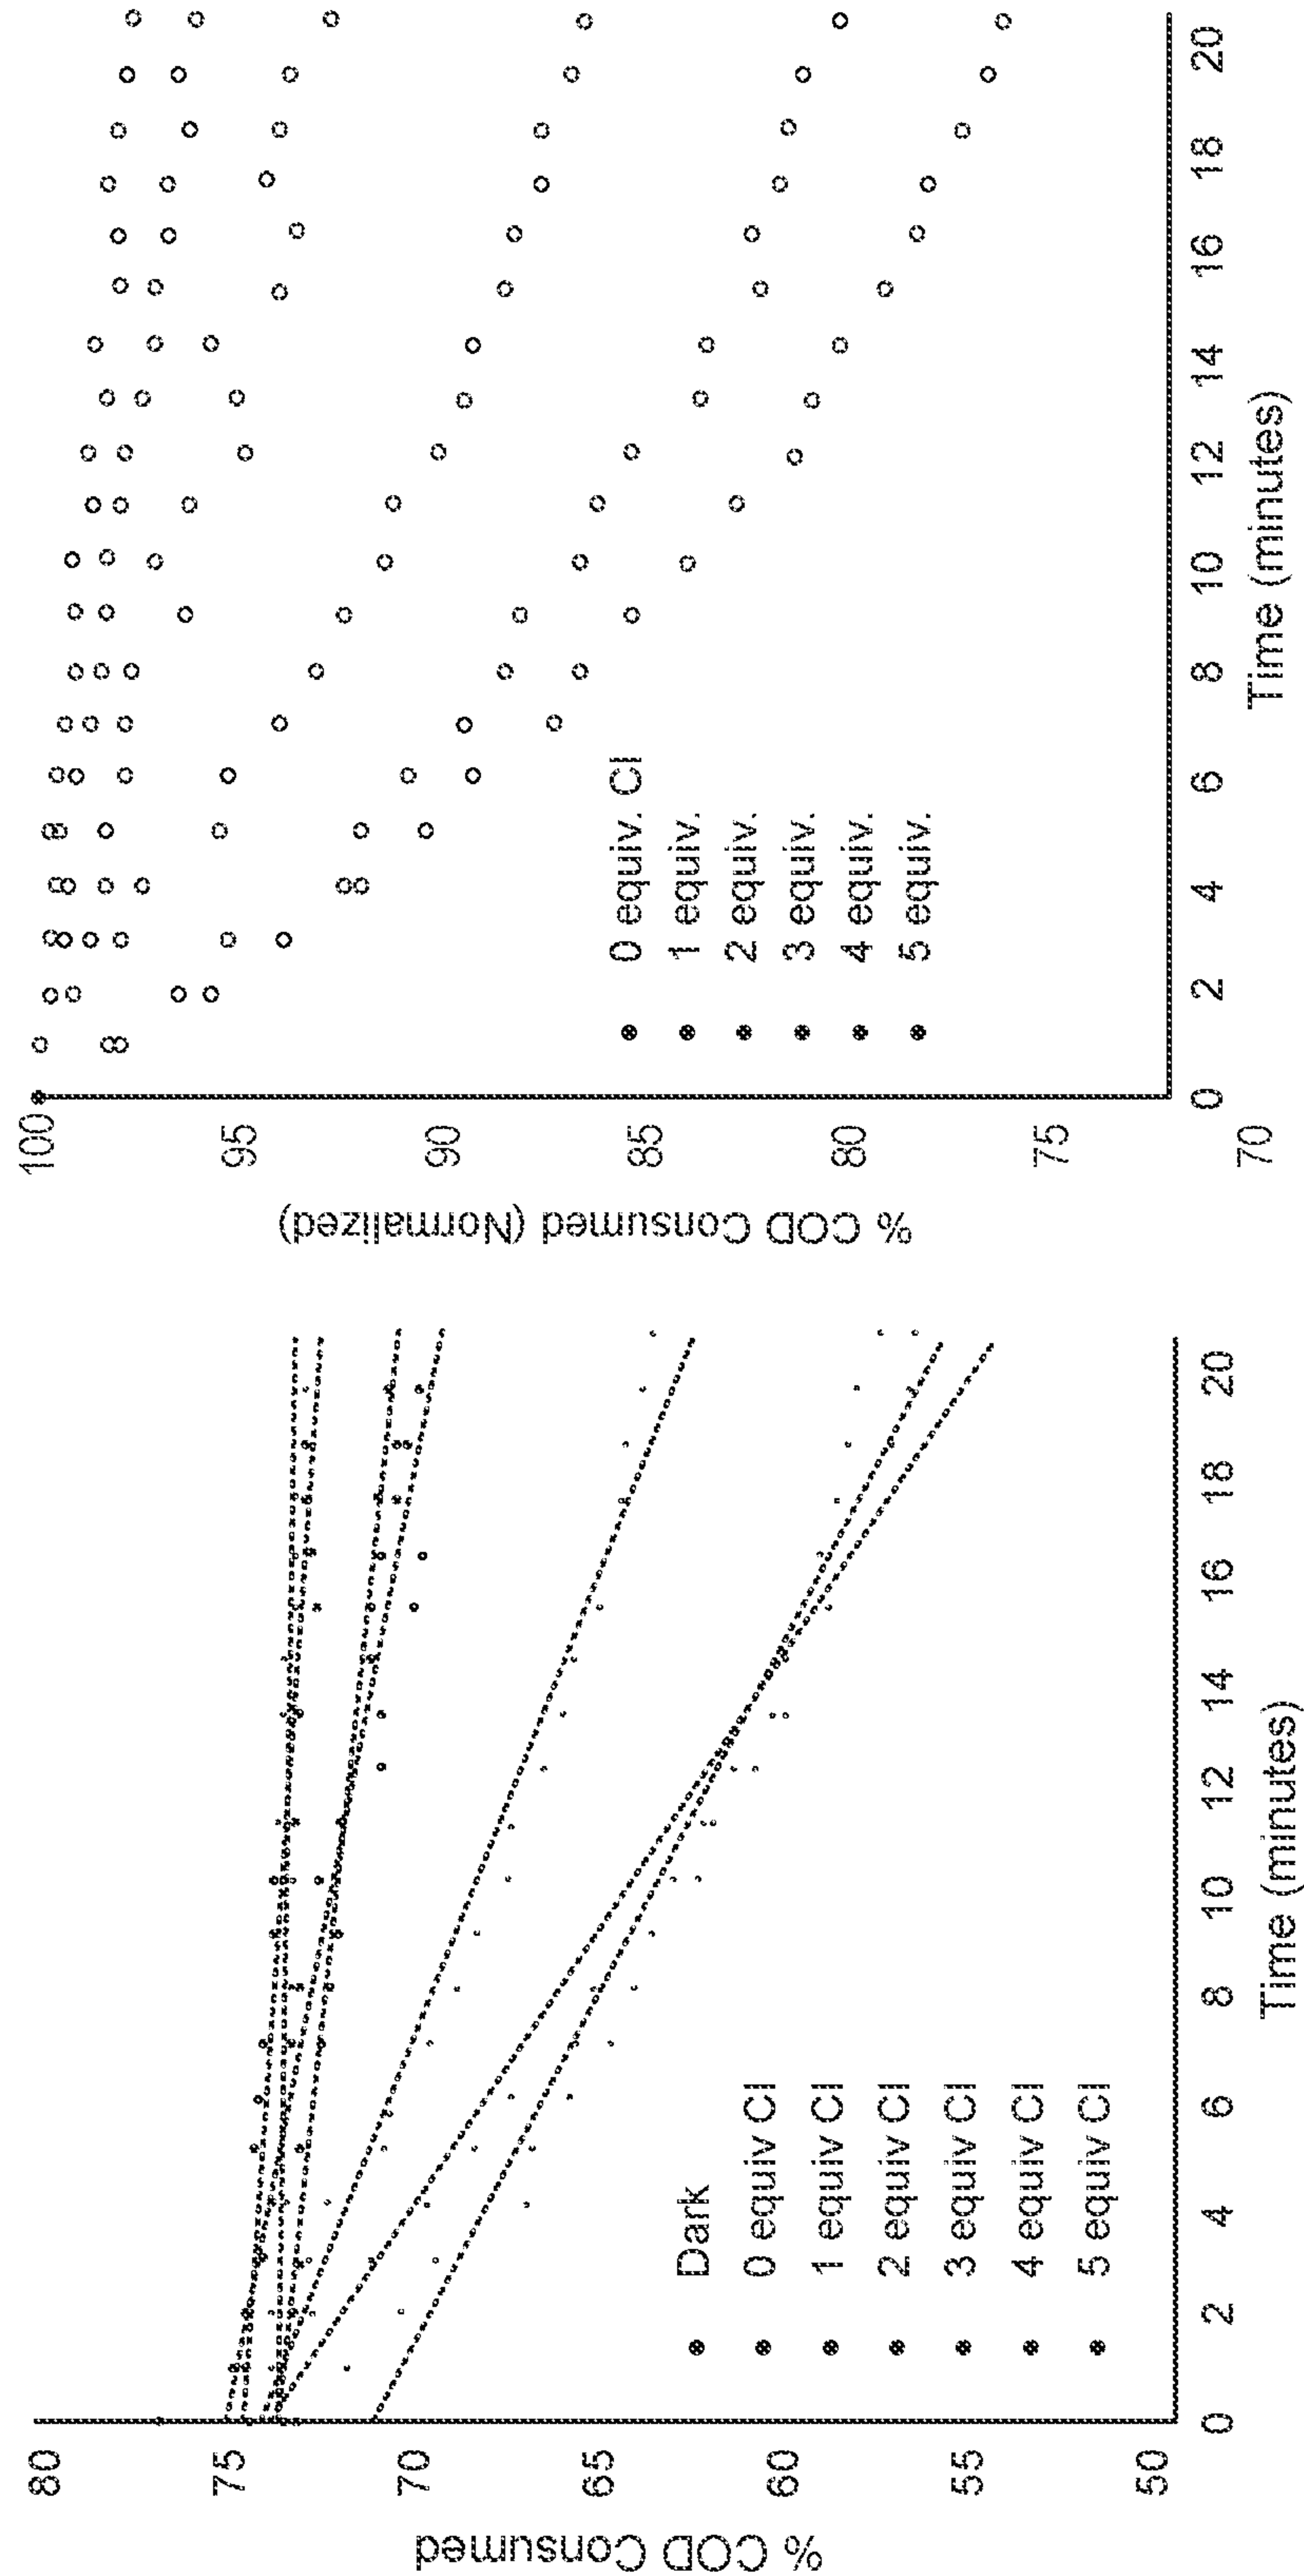 % COD Consumed
80
75
70
65
60
55
50
Dark
0 equiv Cl
1 equiv Cl
2 equiv Cl
3 equiv Cl
4 equiv Cl
5 equiv Cl
0 2 4 6 8 10 12 14 16 18 20
Time (minutes)
% COD Consumed (Normalized)
100
95
90
85
80
75
70
0 equiv. Cl
1 equiv.
2 equiv.
3 equiv.
4 equiv.
5 equiv.
0 2 4 6 8 10 12 14 16 18 20
Time (minutes)